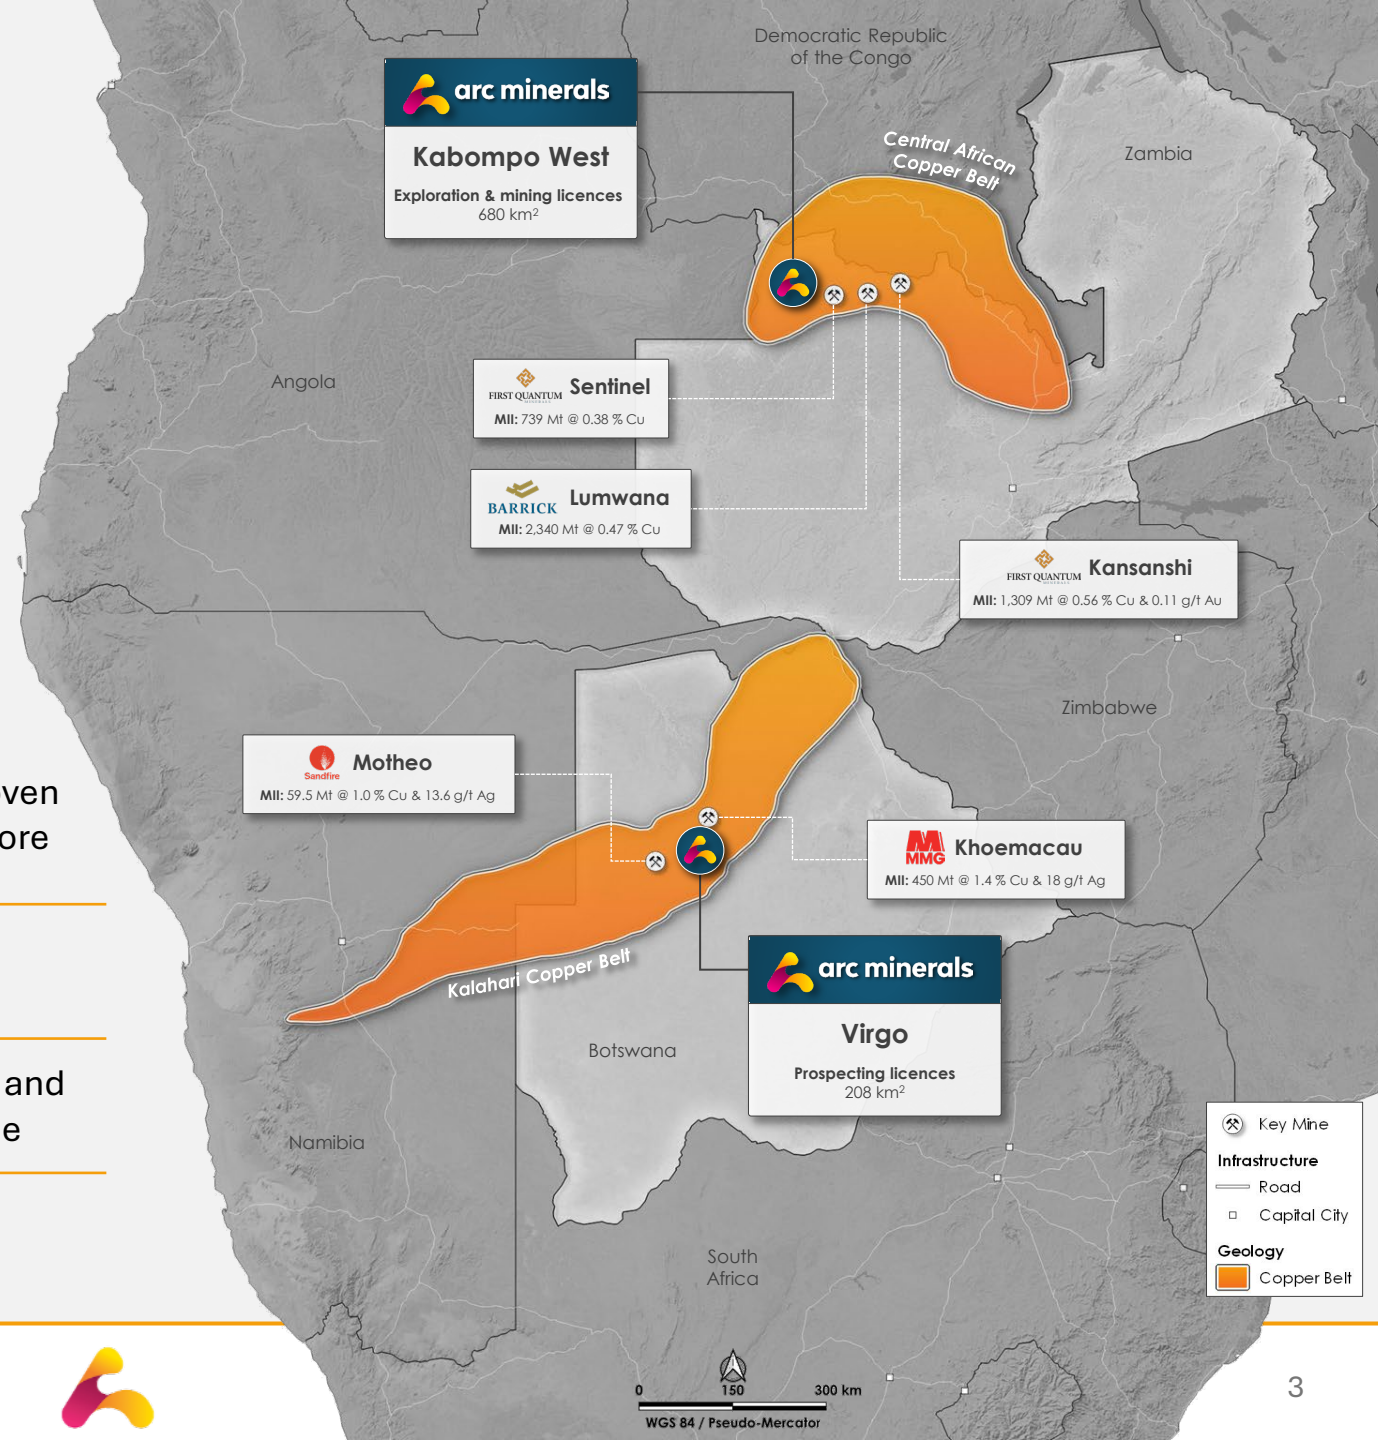 Democratic Republic
of the Congo
arc minerals
Kabompo West
Exploration & mining licences
680 km²
Central African
Copper Belt
Zambia
Angola
FIRST QUANTUM
MINERALS
Sentinel
MII: 739 Mt @ 0.38 % Cu
BARRICK
Lumwana
MII: 2,340 Mt @ 0.47 % Cu
FIRST QUANTUM
MINERALS
Kansanshi
MII: 1,309 Mt @ 0.56 % Cu & 0.11 g/t Au
Zimbabwe
Sandfire
Motheo
MII: 59.5 Mt @ 1.0 % Cu & 13.6 g/t Ag
oven
ore
MMG
Khoemacau
MII: 450 Mt @ 1.4 % Cu & 18 g/t Ag
Kalahari Copper Belt
arc minerals
Virgo
Prospecting licences
208 km²
Botswana
and
e
Namibia
South
Africa
Key Mine
Infrastructure
Road
Capital City
Geology
Copper Belt
0 150 300 km
WGS 84 / Pseudo-Mercator
3